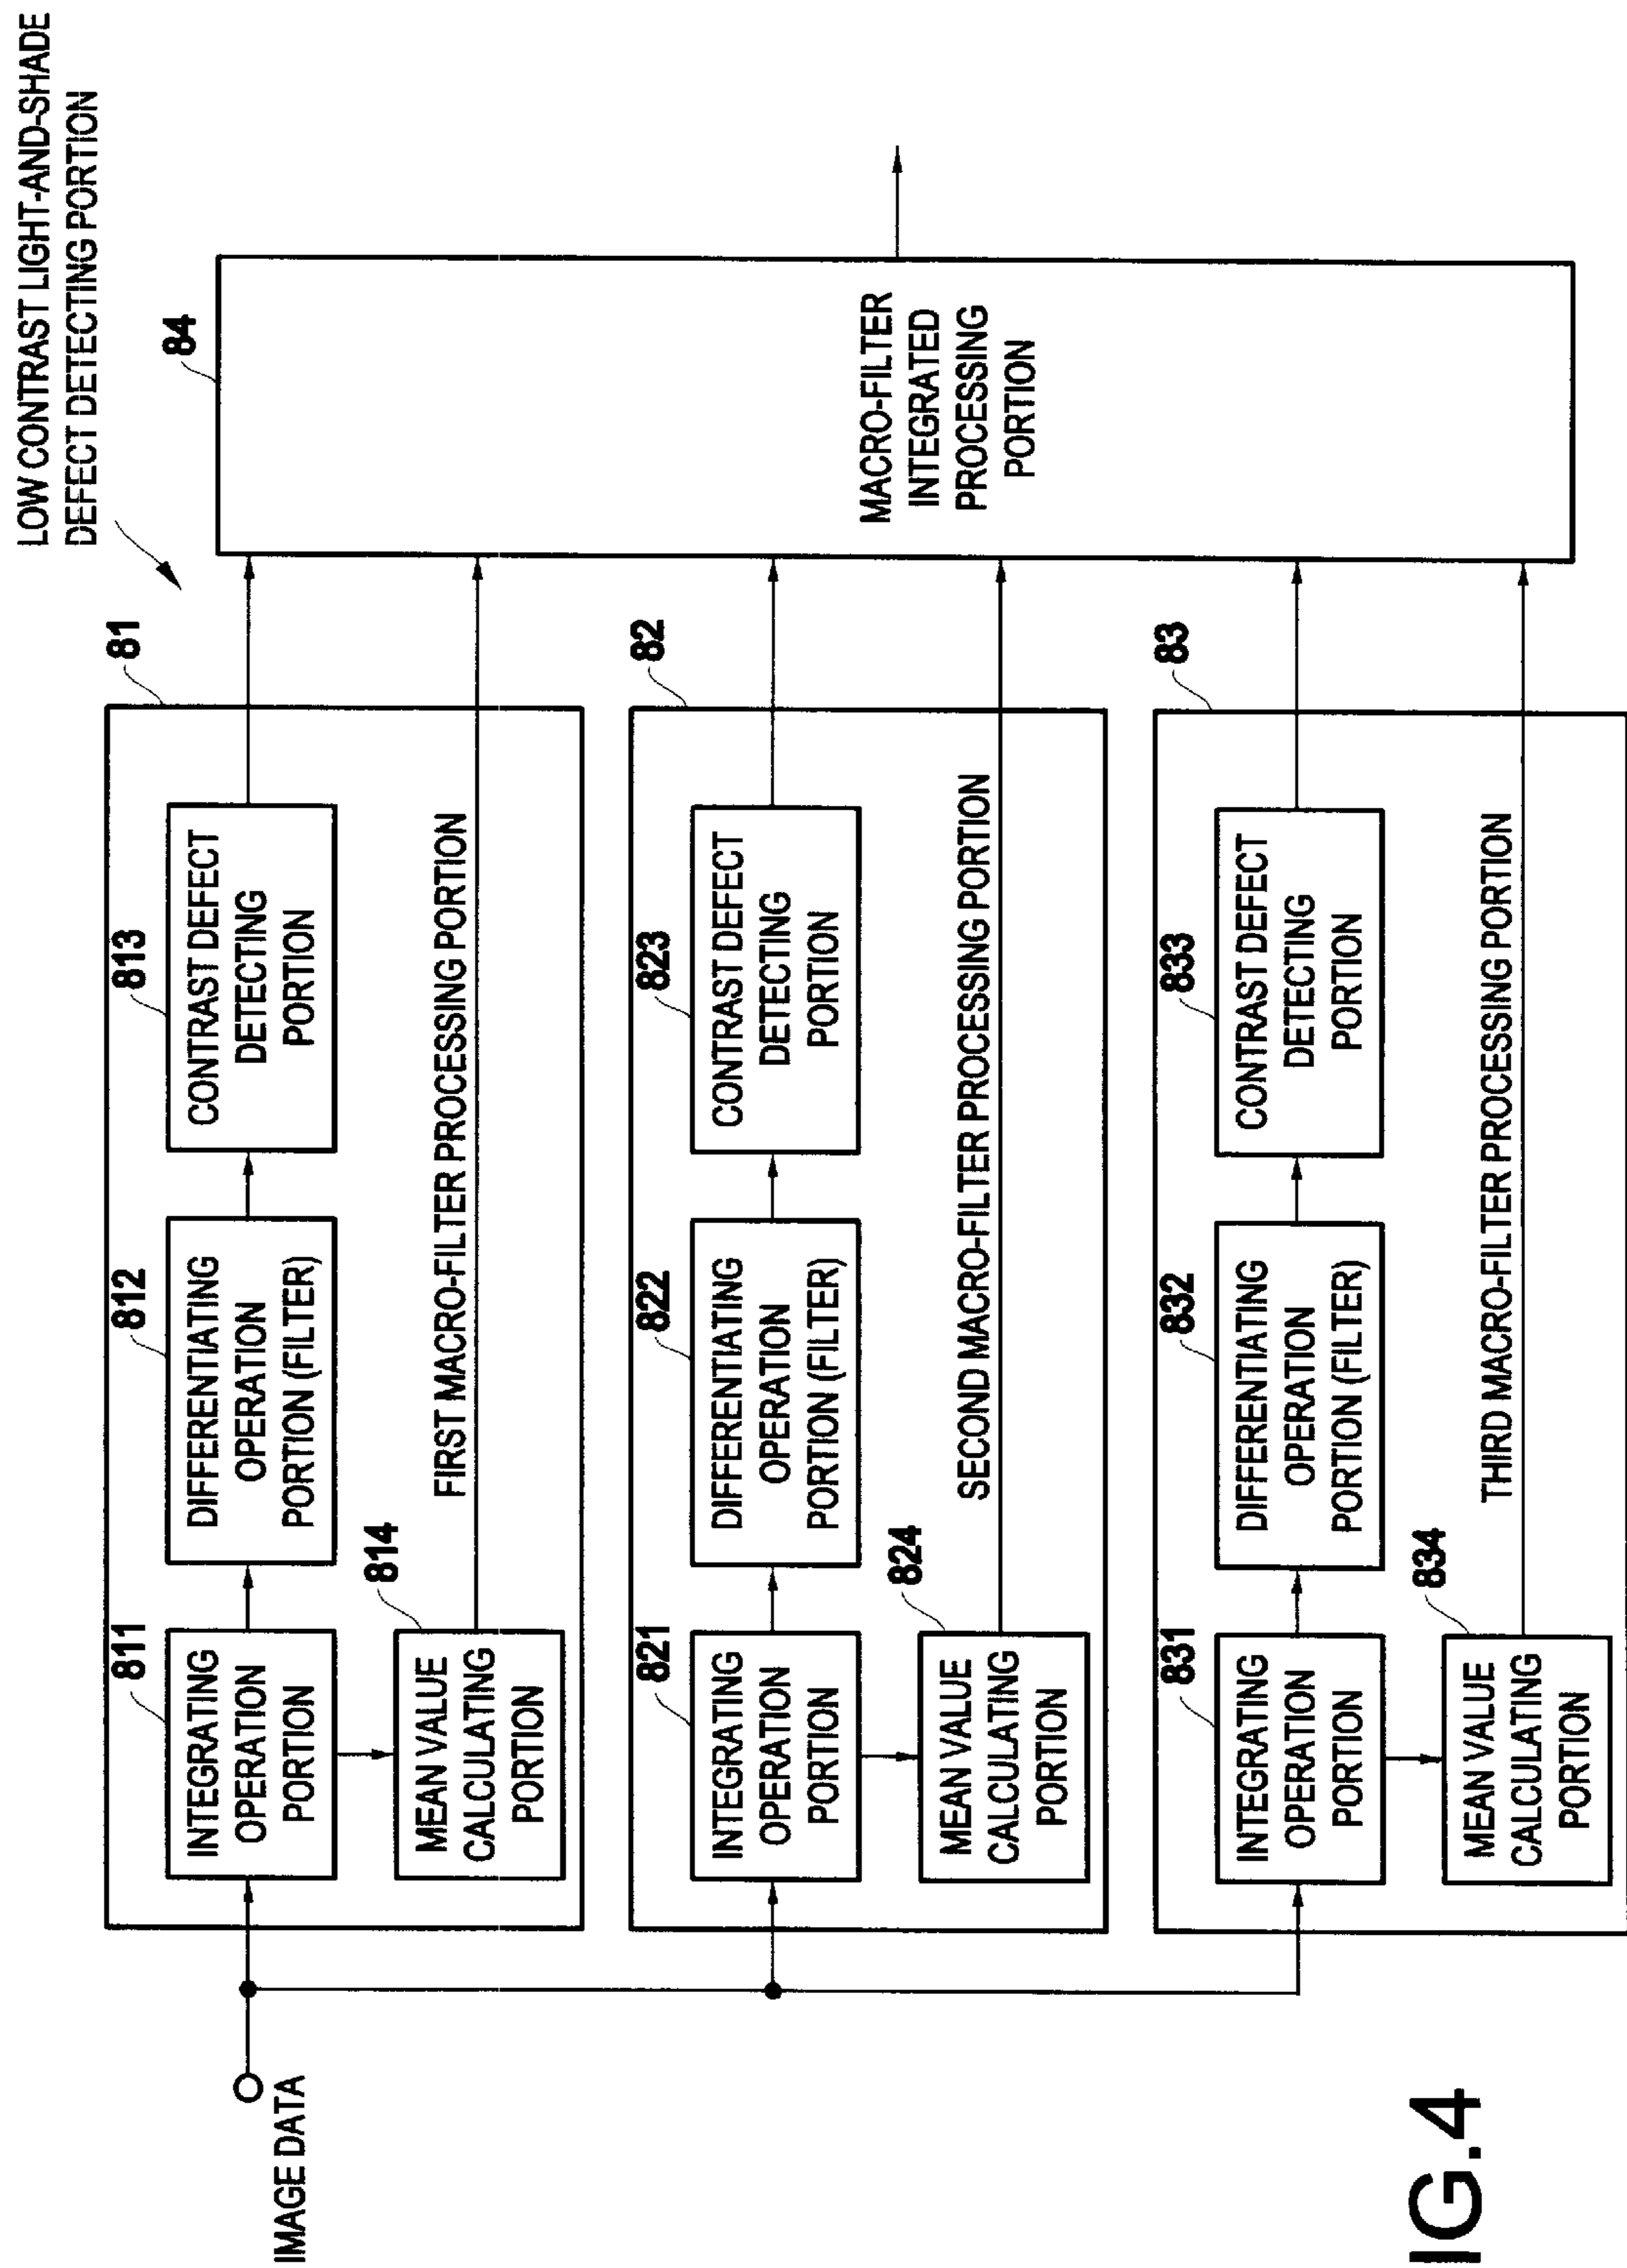 LOW CONTRAST LIGHT-AND-SHADE
DEFECT DETECTING PORTION
IMAGE DATA
81
811
INTEGRATING
OPERATION
PORTION
812
DIFFERENTIATING
OPERATION
PORTION (FILTER)
813
CONTRAST DEFECT
DETECTING
PORTION
814
MEAN VALUE
CALCULATING
PORTION
FIRST MACRO-FILTER PROCESSING PORTION
82
821
INTEGRATING
OPERATION
PORTION
822
DIFFERENTIATING
OPERATION
PORTION (FILTER)
823
CONTRAST DEFECT
DETECTING
PORTION
824
MEAN VALUE
CALCULATING
PORTION
SECOND MACRO-FILTER PROCESSING PORTION
83
831
INTEGRATING
OPERATION
PORTION
832
DIFFERENTIATING
OPERATION
PORTION (FILTER)
833
CONTRAST DEFECT
DETECTING
PORTION
834
MEAN VALUE
CALCULATING
PORTION
THIRD MACRO-FILTER PROCESSING PORTION
84
MACRO-FILTER
INTEGRATED
PROCESSING
PORTION
IG.4